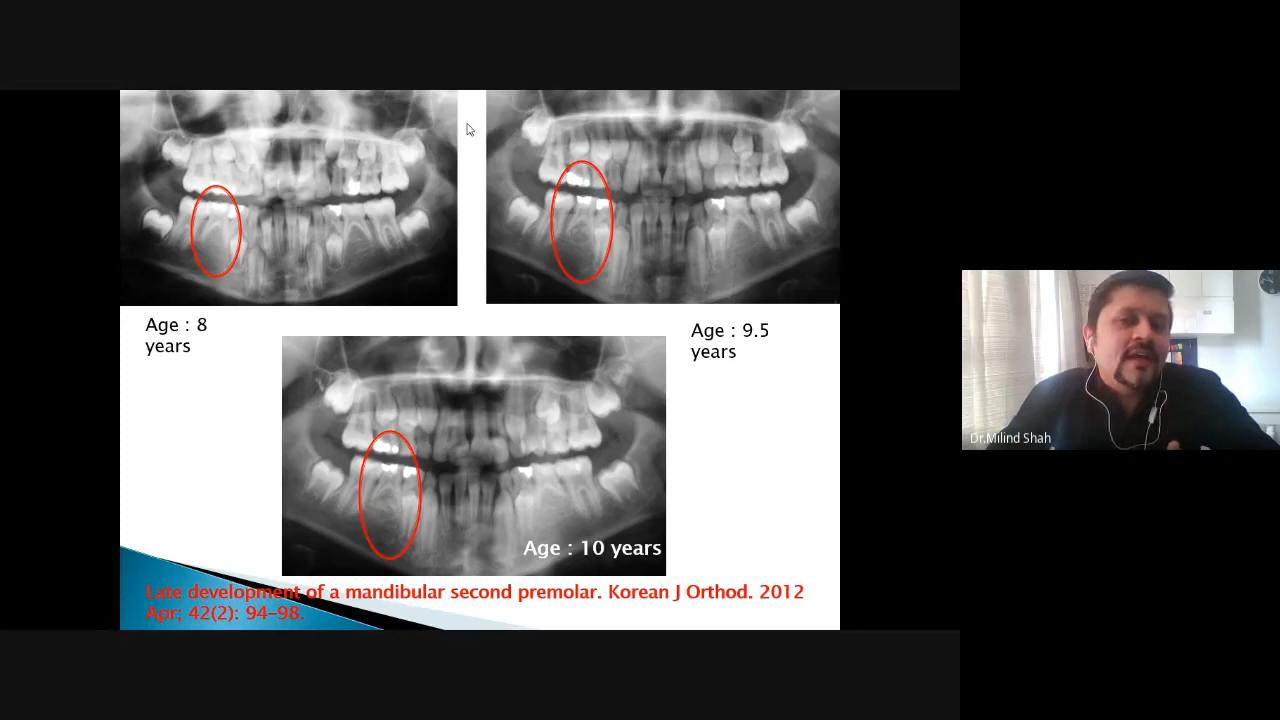 Age : 8
years
Age : 9.5
years
Age : 10 years
Late development of a mandibular second premolar. Korean J Orthod. 2012
Apr; 42(2): 94–98.
Dr.Milind Shah